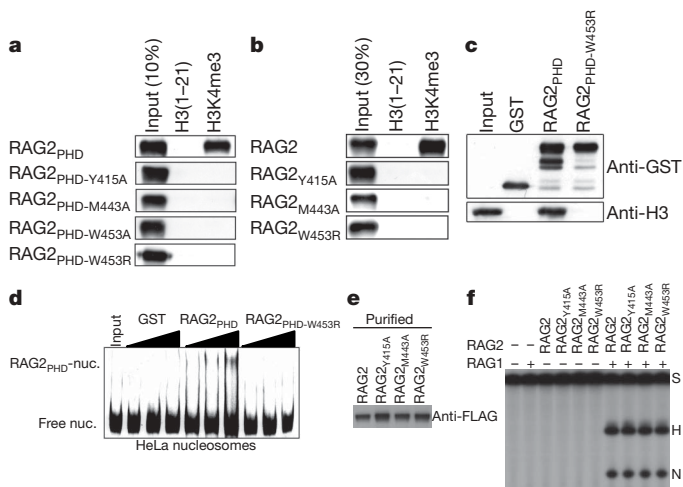 a
Input (10%)
H3(1–21)
H3K4me3
RAG2PHD
RAG2PHD-Y415A
RAG2PHD-M443A
RAG2PHD-W453A
RAG2PHD-W453R
b
Input (30%)
H3(1–21)
H3K4me3
RAG2
RAG2Y415A
RAG2M443A
RAG2W453R
c
Input
GST
RAG2PHD
RAG2PHD-W453R
Anti-GST
Anti-H3
d
Input
GST RAG2PHD RAG2PHD-W453R
RAG2PHD-nuc.
Free nuc.
HeLa nucleosomes
e
Purified
RAG2
RAG2Y415A
RAG2M443A
RAG2W453R
Anti-FLAG
f
RAG2: – – RAG2 RAG2Y415A RAG2M443A RAG2W453R RAG2 RAG2Y415A RAG2M443A RAG2W453R
RAG1: – + – – – – + + + +
S
H
N